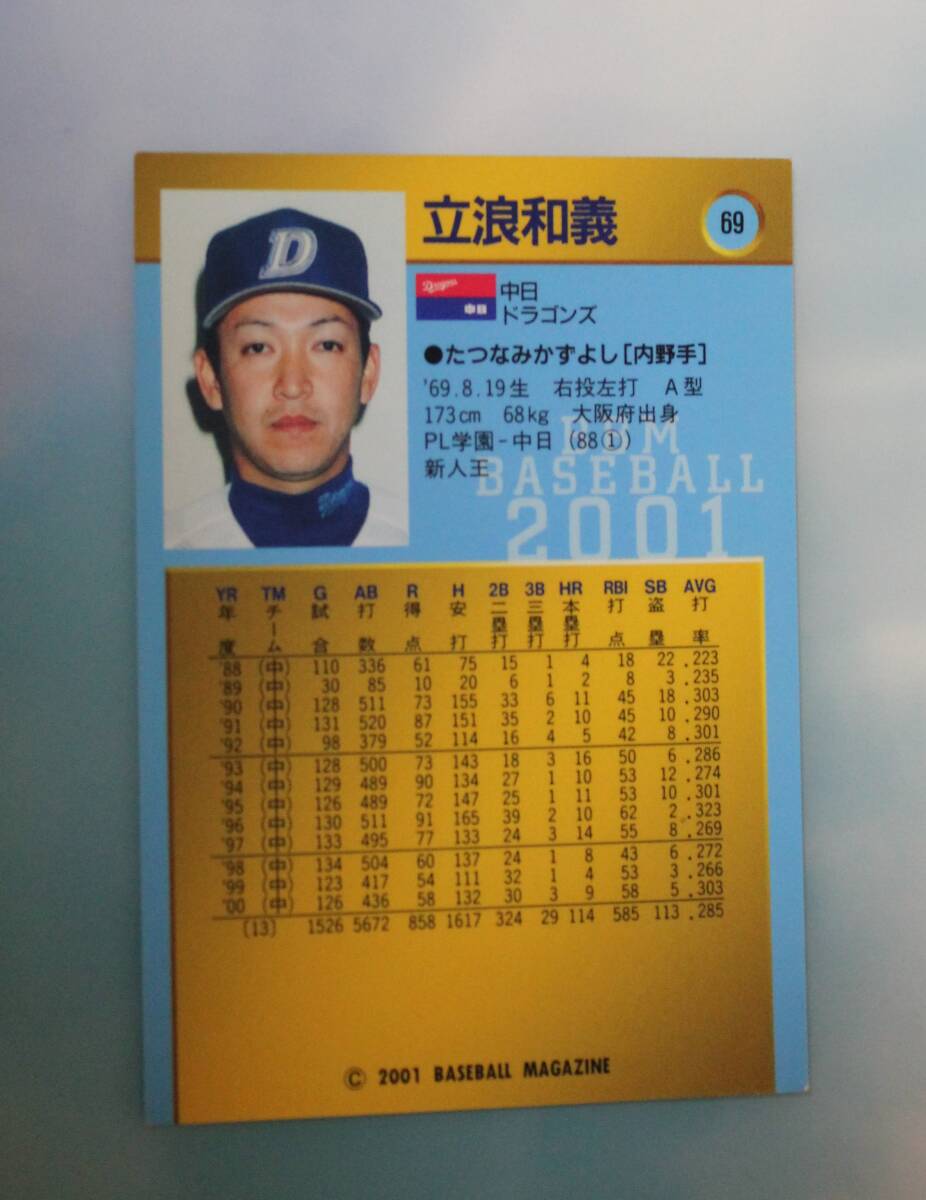 立浪和義
69
D
Dragons
中日
中日
ドラゴンズ
●たつなみかずよし[内野手]
'69.8.19生 右投左打 A型
173cm 68kg 大阪府出身
PL学園-中日(88①)
新人王
BBM
BASEBALL
2001
YR TM G AB R H 2B 3B HR RBI SB AVG
年度 チーム 試合 打数 得点 安打 二塁打 三塁打 本塁打 打点 盗塁 打率
'88 (中) 110 336 61 75 15 1 4 18 22 .223
'89 (中) 30 85 10 20 6 1 2 8 3 .235
'90 (中) 128 511 73 155 33 6 11 45 18 .303
'91 (中) 131 520 87 151 35 2 10 45 10 .290
'92 (中) 98 379 52 114 16 4 5 42 8 .301
'93 (中) 128 500 73 143 18 3 16 50 6 .286
'94 (中) 129 489 90 134 27 1 10 53 12 .274
'95 (中) 126 489 72 147 25 1 11 53 10 .301
'96 (中) 130 511 91 165 39 2 10 62 2 .323
'97 (中) 133 495 77 133 24 3 14 55 8 .269
'98 (中) 134 504 60 137 24 1 8 43 6 .272
'99 (中) 123 417 54 111 32 1 4 53 3 .266
'00 (中) 126 436 58 132 30 3 9 58 5 .303
[13] 1526 5672 858 1617 324 29 114 585 113 .285
© 2001 BASEBALL MAGAZINE